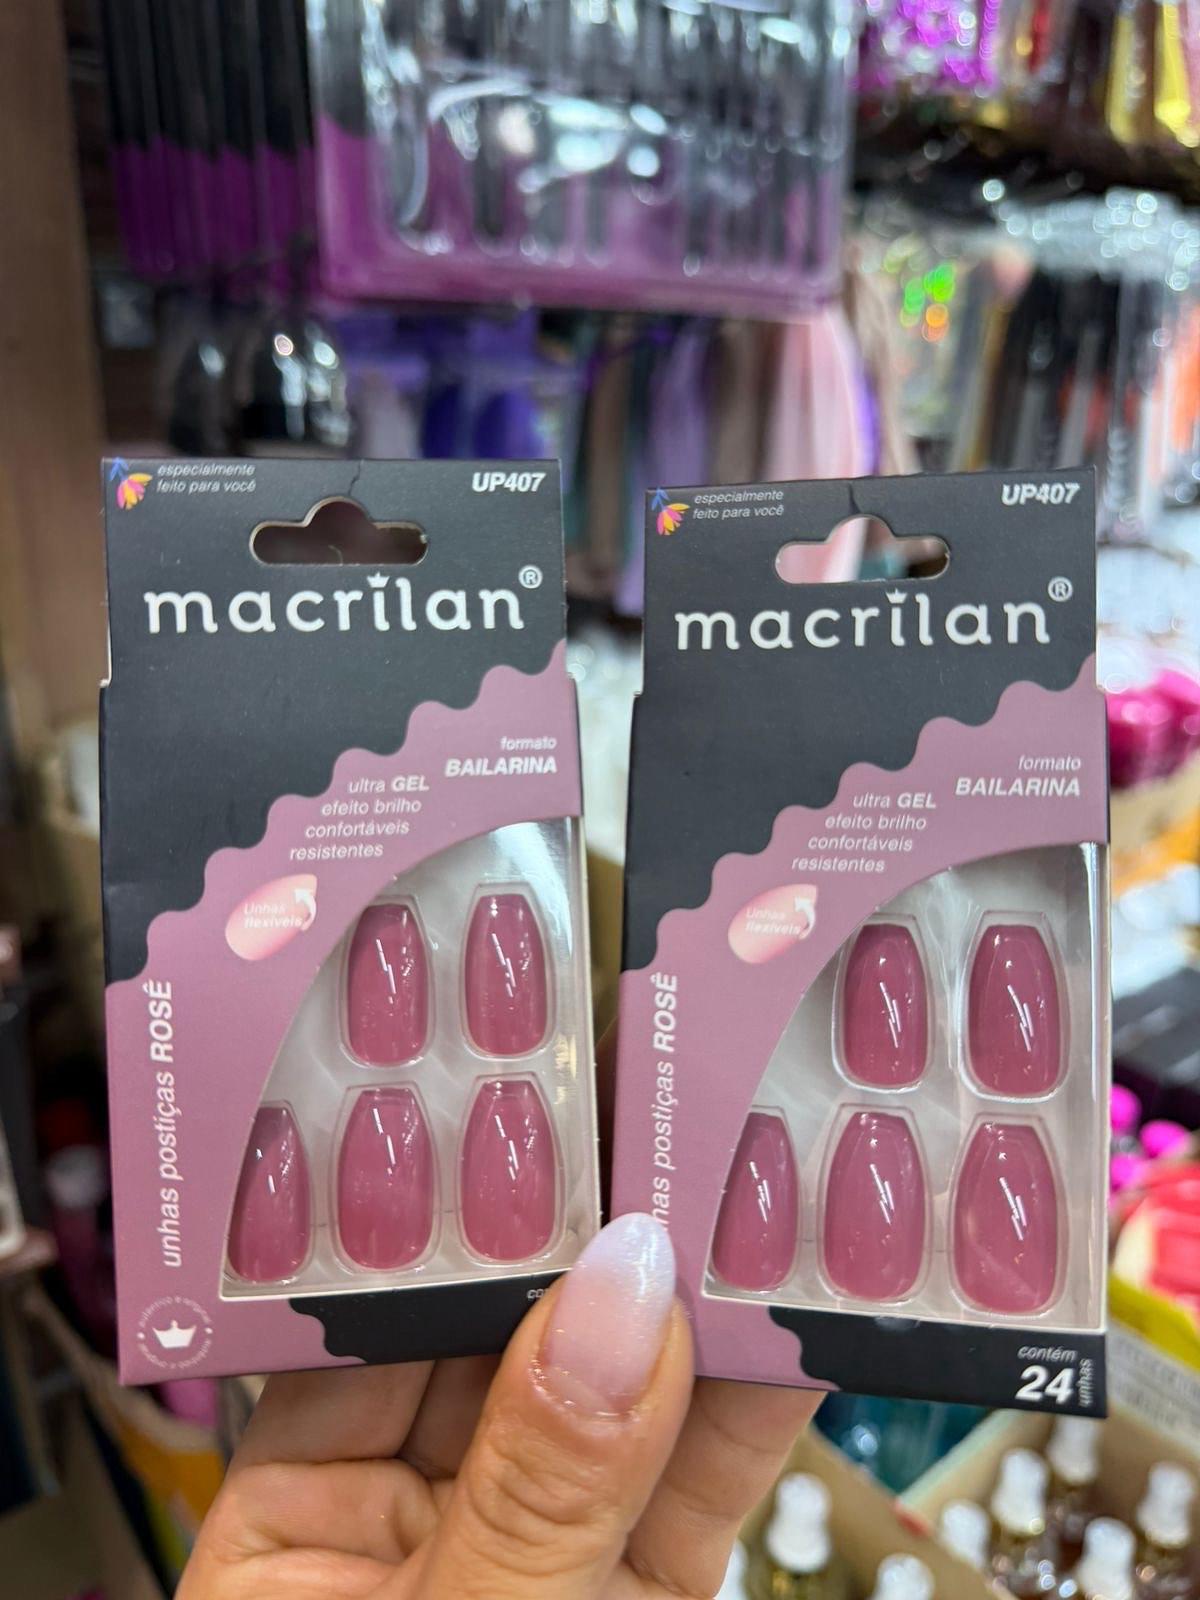 especialmente
feito para você
UP407
macrilan®
formato
BAILARINA
ultra GEL
efeito brilho
confortáveis
resistentes
Unhas
flexíveis
unhas postiças ROSÊ
especialmente
feito para você
UP407
macrilan®
formato
BAILARINA
ultra GEL
efeito brilho
confortáveis
resistentes
Unhas
flexíveis
postiças ROSÊ
contém
24
unhas